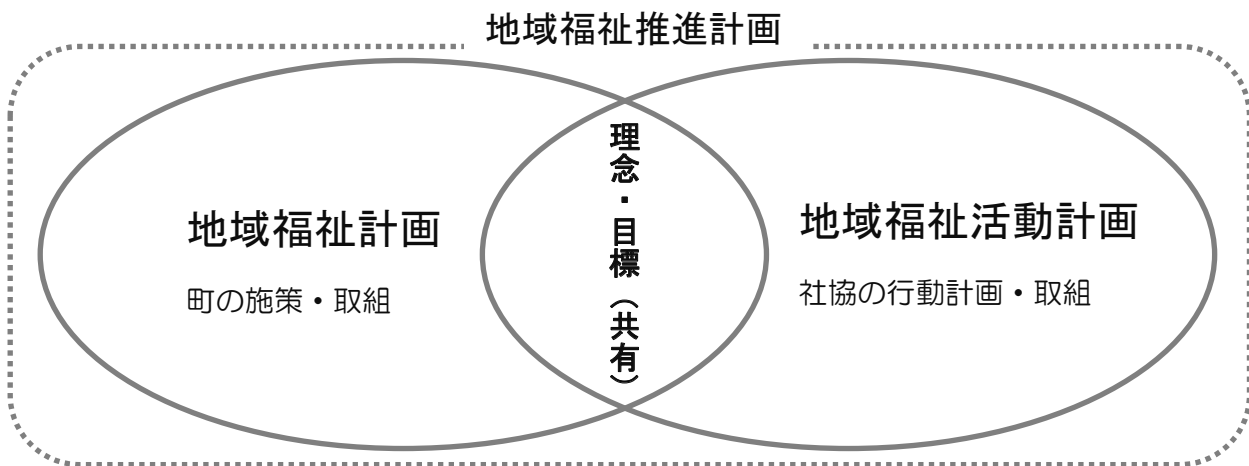 地域福祉推進計画
地域福祉計画
町の施策・取組
理念・目標（共有）
地域福祉活動計画
社協の行動計画・取組